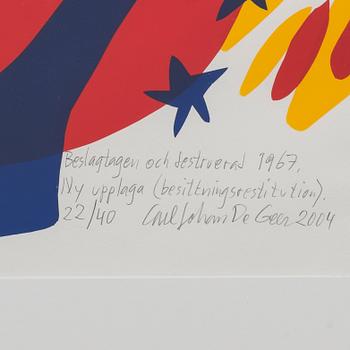 Beslagtagen och destruerad 1967.
Ny upplaga (besittningsrestitution).
22/40 Carl Johan De Geer 2004